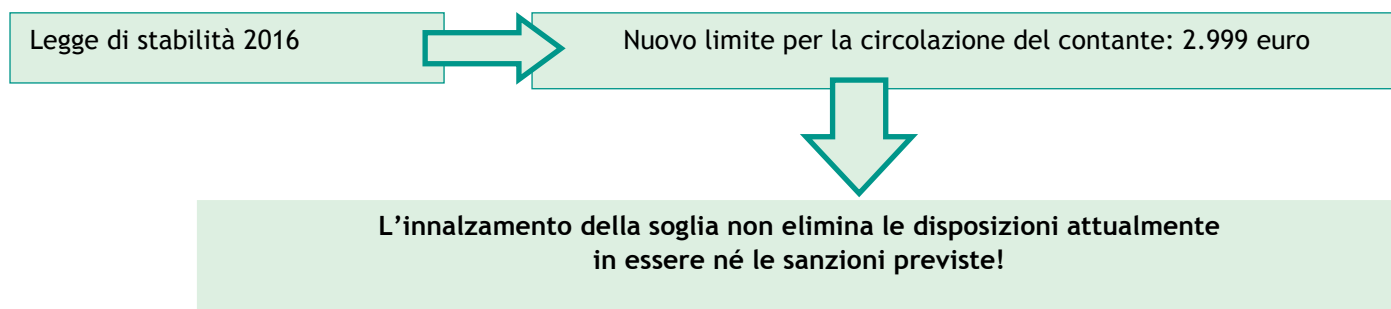 Legge di stabilità 2016
Nuovo limite per la circolazione del contante: 2.999 euro
L’innalzamento della soglia non elimina le disposizioni attualmente
in essere né le sanzioni previste!